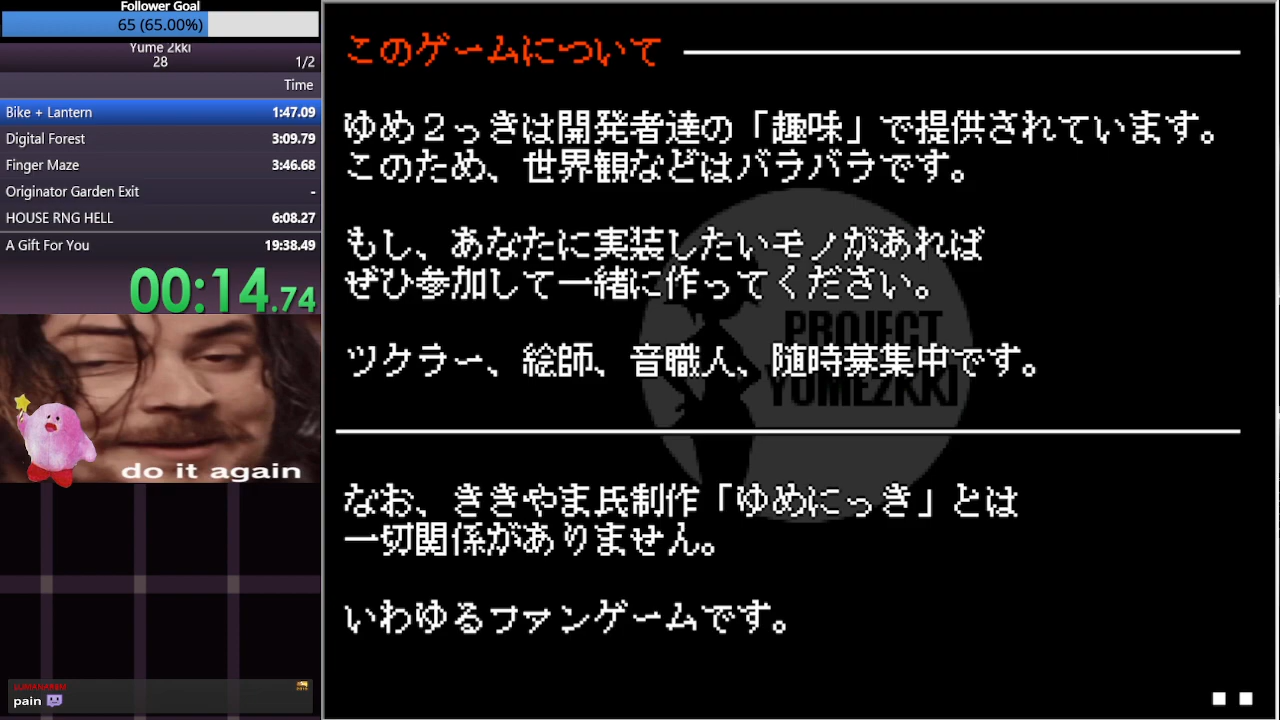 Follower Goal
65 (65.00%)
Yume 2kki
28
1/2
Time
Bike + Lantern 1:47.09
Digital Forest 3:09.79
Finger Maze 3:46.68
Originator Garden Exit -
HOUSE RNG HELL 6:08.27
A Gift For You 19:38.49
00:14.74
do it again
pain
このゲームについて
ゆめ２っきは開発者達の「趣味」で提供されています。
このため、世界観などはバラバラです。
もし、あなたに実装したいモノがあれば
ぜひ参加して一緒に作ってください。
ツケラー、絵師、音職人、随時募集中です。
PROJECT
YUME2KKI
なお、ききやま氏制作「ゆめにっき」とは
一切関係がありません。
いわゆるファンゲームです。